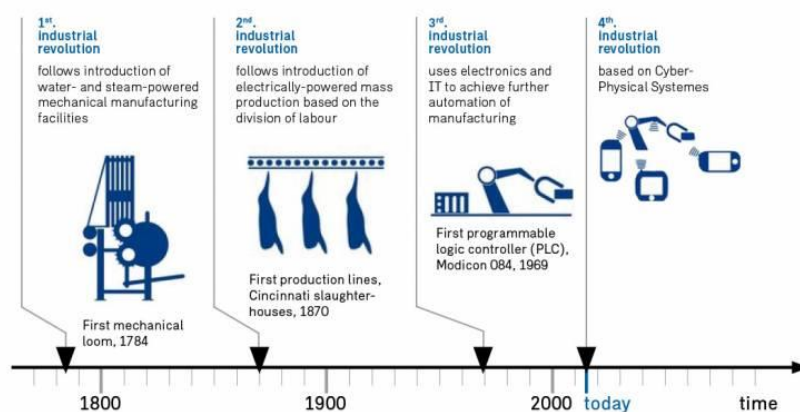 1st.
industrial
revolution
follows introduction of
water- and steam-powered
mechanical manufacturing
facilities
First mechanical
loom, 1784
2nd.
industrial
revolution
follows introduction of
electrically-powered mass
production based on the
division of labour
First production lines,
Cincinnati slaughter-
houses, 1870
3rd.
industrial
revolution
uses electronics and
IT to achieve further
automation of
manufacturing
First programmable
logic controller (PLC),
Modicon 084, 1969
4th.
industrial
revolution
based on Cyber-
Physical Systemes
1800
1900
2000
today
time